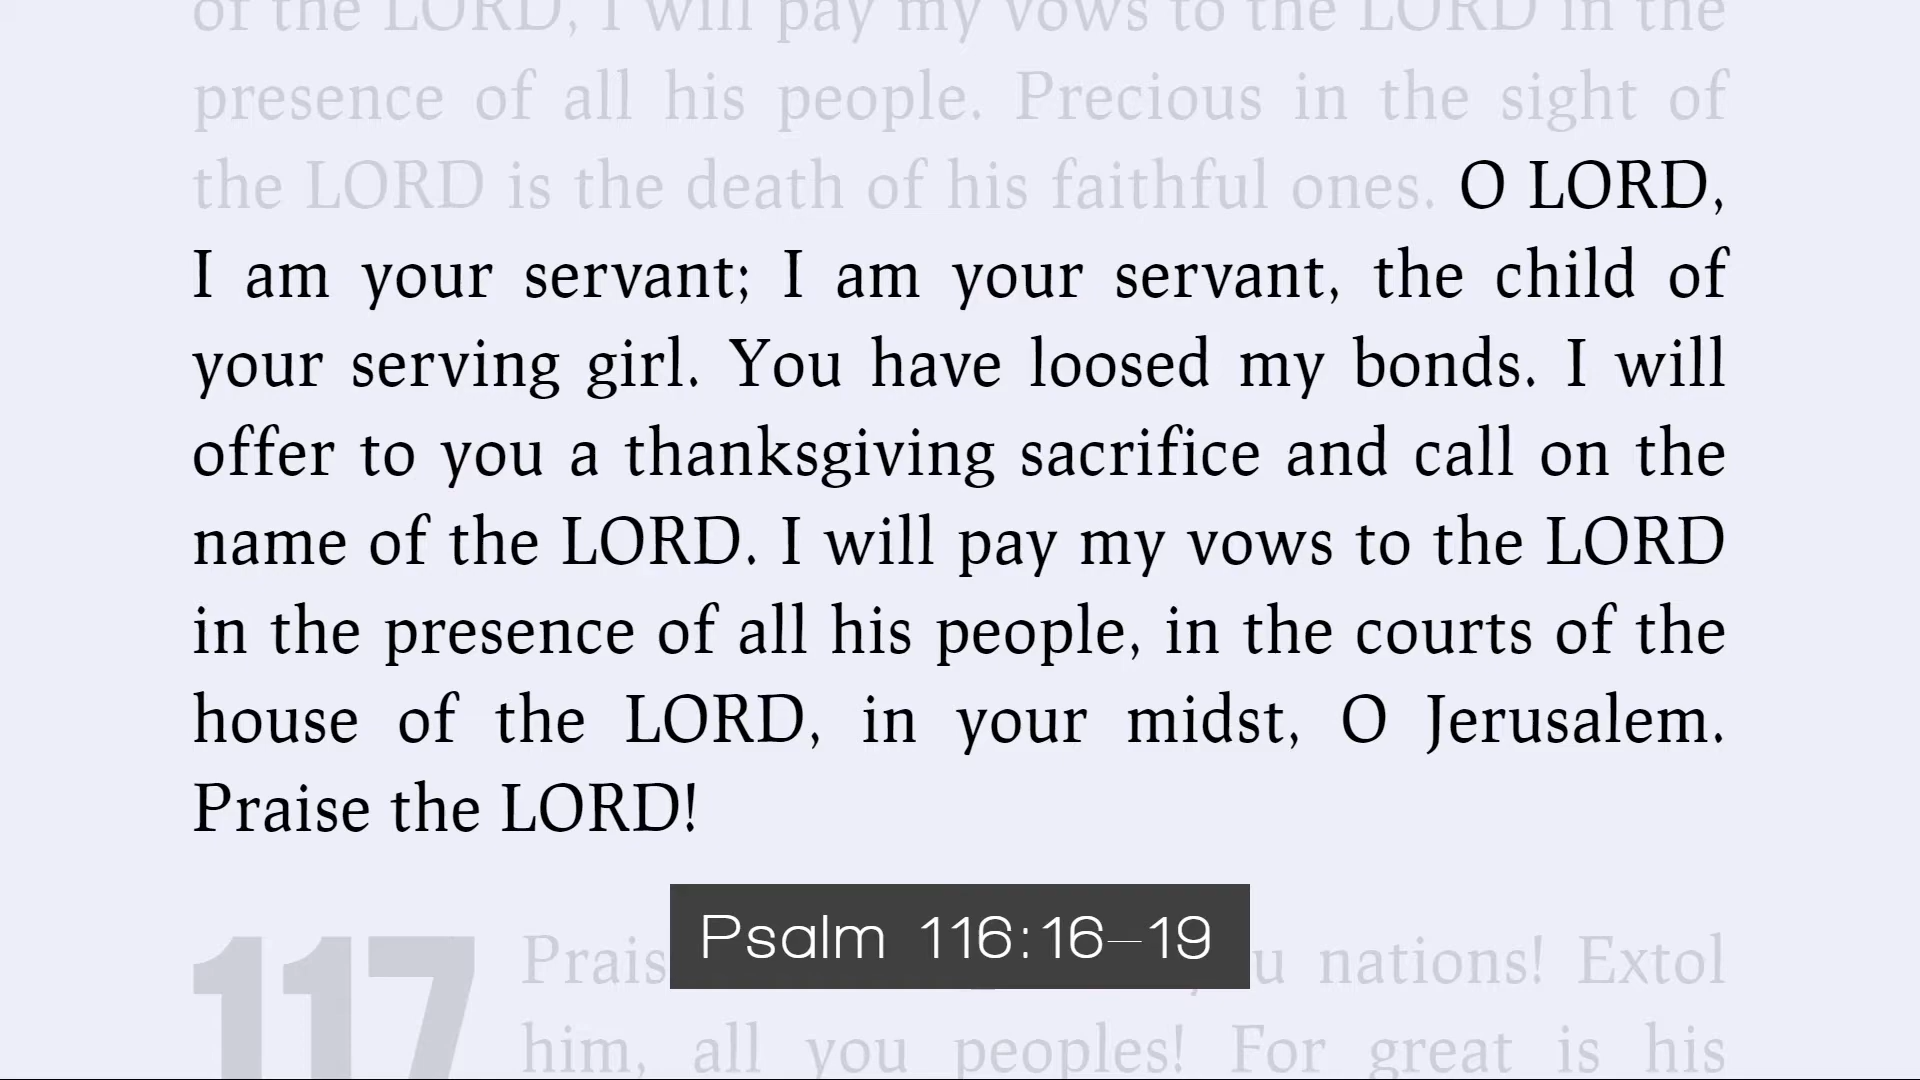 of the LORD, I will pay my vows to the LORD in the
presence of all his people. Precious in the sight of
the LORD is the death of his faithful ones. O LORD,
I am your servant; I am your servant, the child of
your serving girl. You have loosed my bonds. I will
offer to you a thanksgiving sacrifice and call on the
name of the LORD. I will pay my vows to the LORD
in the presence of all his people, in the courts of the
house of the LORD, in your midst, O Jerusalem.
Praise the LORD!
Psalm 116:16–19
117 nations! Extol
him, all you peoples! For great is his